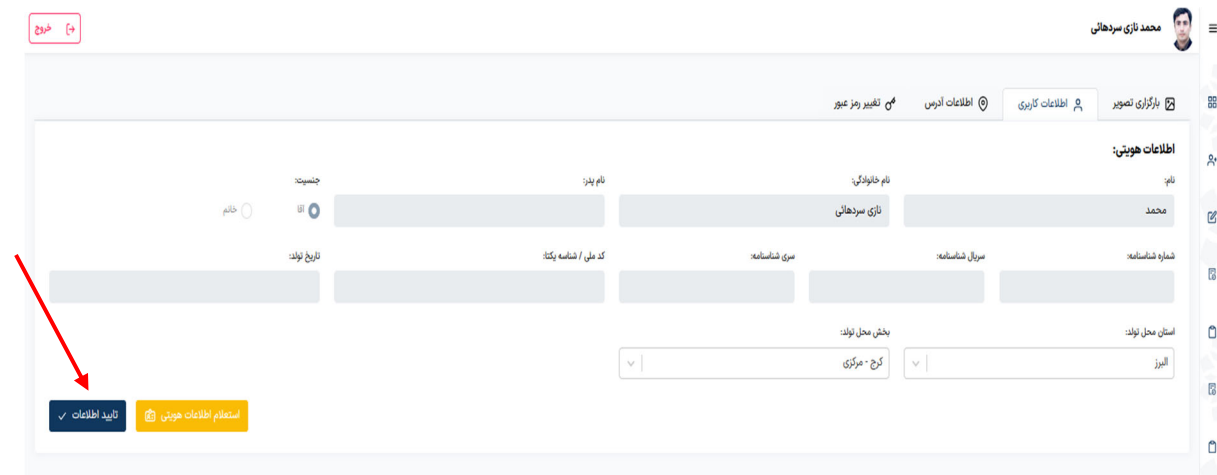 محمد نازی سردهائی
خروج
بارگزاری تصویر
اطلاعات کاربری
اطلاعات آدرس
تغییر رمز عبور
اطلاعات هویتی:
نام:
نام خانوادگی:
نام پدر:
جنسیت:
محمد
نازی سردهائی
آقا
خانم
شماره شناسنامه:
سریال شناسنامه:
سری شناسنامه:
کد ملی / شناسه یکتا:
تاریخ تولد:
استان محل تولد:
بخش محل تولد:
البرز
کرج - مرکزی
استعلام اطلاعات هویتی
تایید اطلاعات